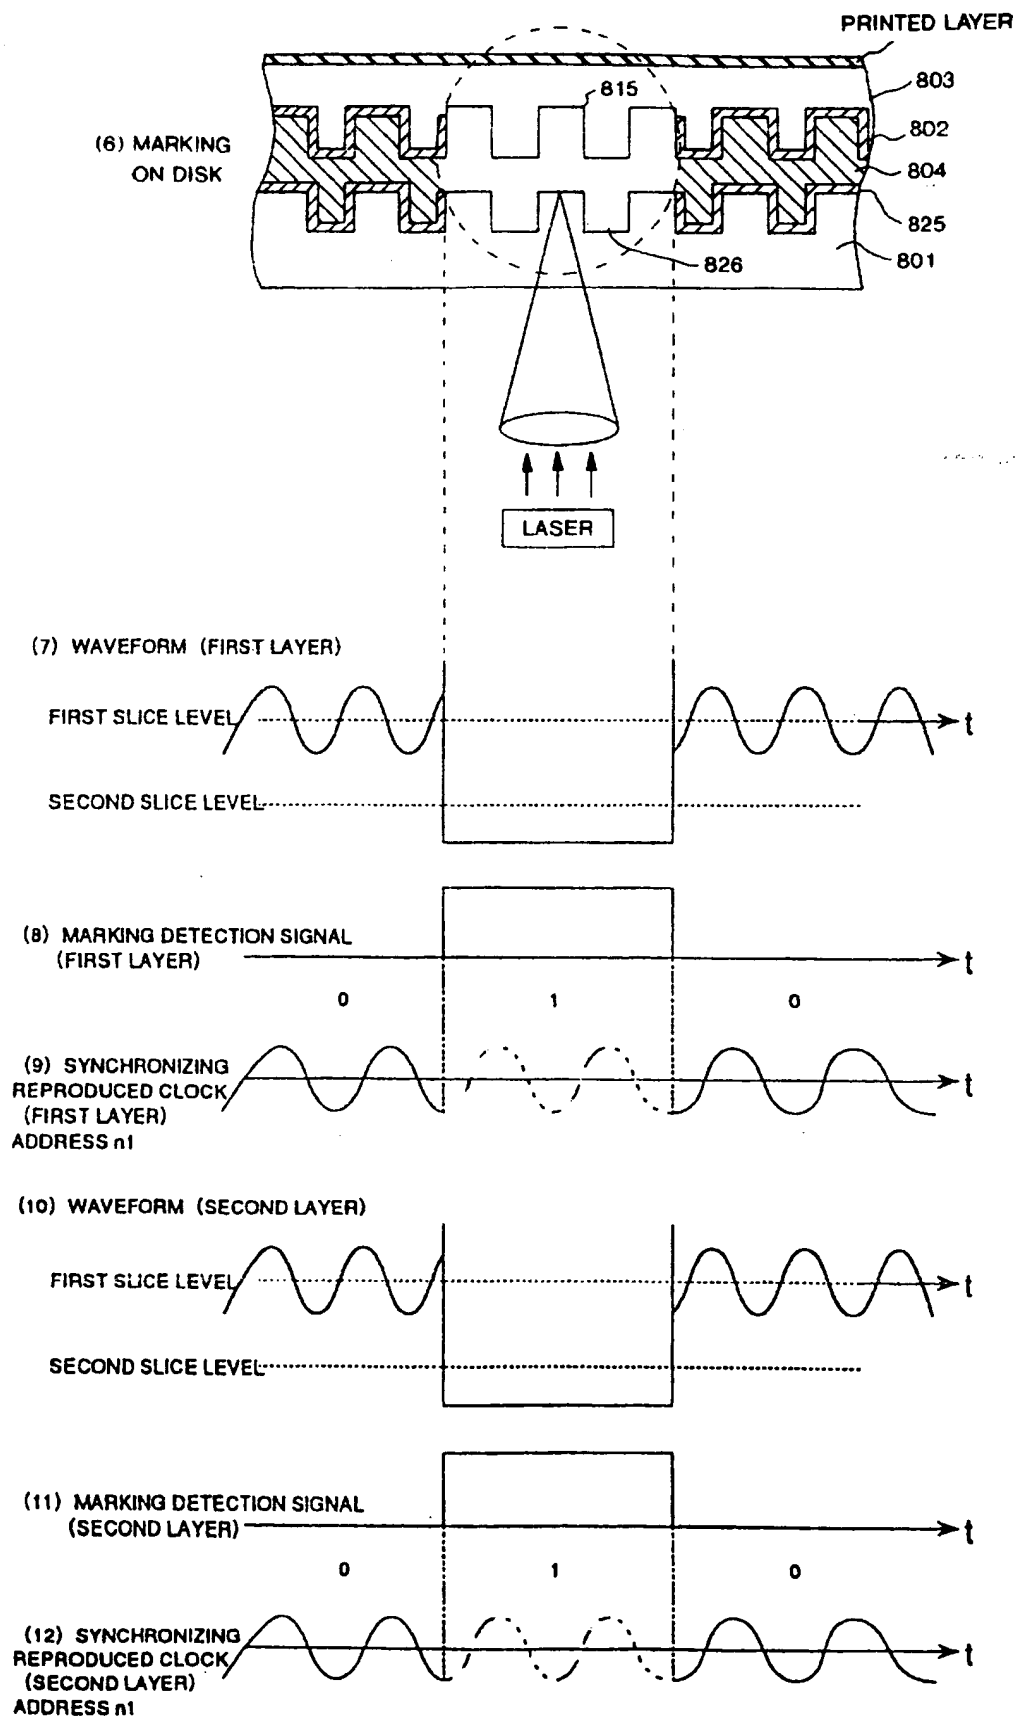 PRINTED LAYER
815
803
(6) MARKING
ON DISK
802
804
825
826
801
LASER
(7) WAVEFORM (FIRST LAYER)
FIRST SLICE LEVEL
t
SECOND SLICE LEVEL
(8) MARKING DETECTION SIGNAL
(FIRST LAYER)
t
0 1 0
(9) SYNCHRONIZING
REPRODUCED CLOCK
(FIRST LAYER)
ADDRESS n1
t
(10) WAVEFORM (SECOND LAYER)
FIRST SLICE LEVEL
t
SECOND SLICE LEVEL
(11) MARKING DETECTION SIGNAL
(SECOND LAYER)
t
0 1 0
(12) SYNCHRONIZING
REPRODUCED CLOCK
(SECOND LAYER)
ADDRESS n1
t